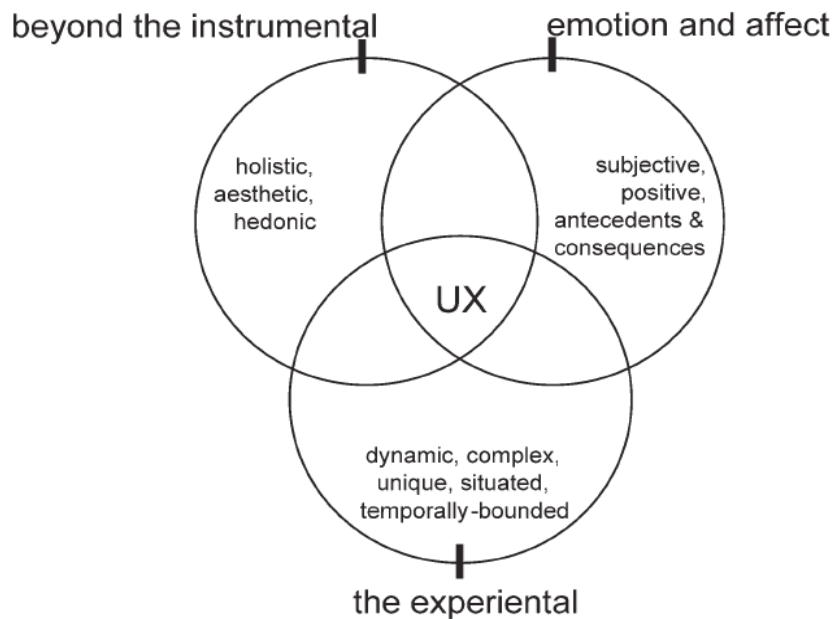 beyond the instrumental
emotion and affect
holistic,
aesthetic,
hedonic
subjective,
positive,
antecedents &
consequences
UX
dynamic, complex,
unique, situated,
temporally-bounded
the experiental